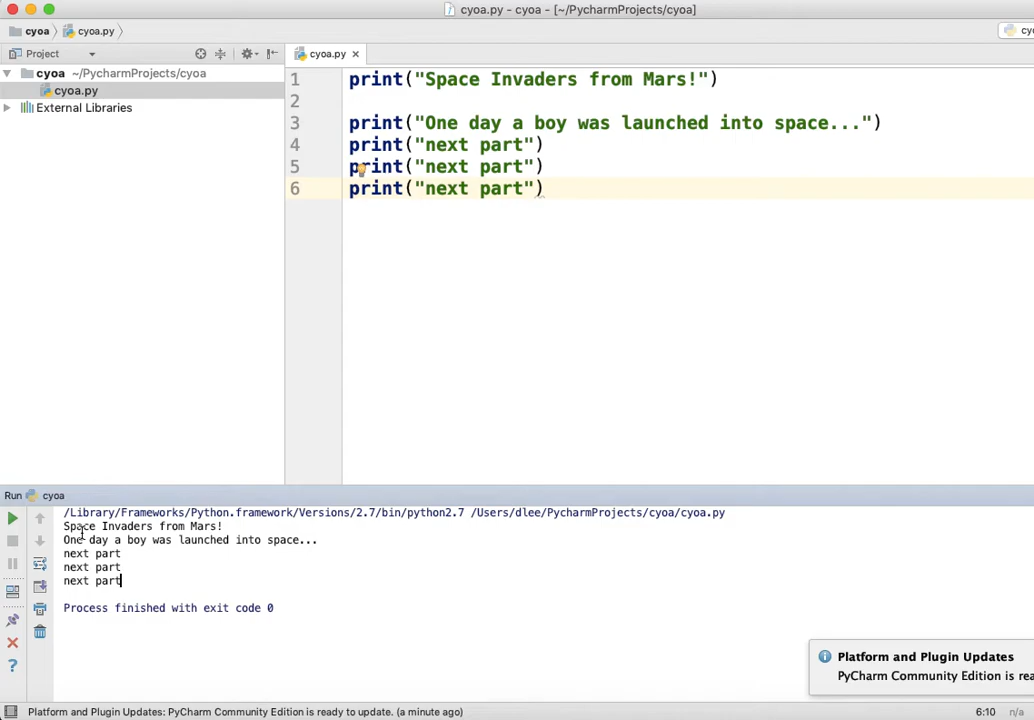 cyoa.py - cyoa - [~/PycharmProjects/cyoa]
cyoa cyoa.py
Project cyoa.py
cyoa ~/PycharmProjects/cyoa
cyoa.py
External Libraries
1 print("Space Invaders from Mars!")
2
3 print("One day a boy was launched into space...")
4 print("next part")
5 print("next part")
6 print("next part")
Run cyoa
/Library/Frameworks/Python.framework/Versions/2.7/bin/python2.7 /Users/dlee/PycharmProjects/cyoa/cyoa.py
Space Invaders from Mars!
One day a boy was launched into space...
next part
next part
next part
Process finished with exit code 0
Platform and Plugin Updates
PyCharm Community Edition is rea
Platform and Plugin Updates: PyCharm Community Edition is ready to update. (a minute ago) 6:10 n/a